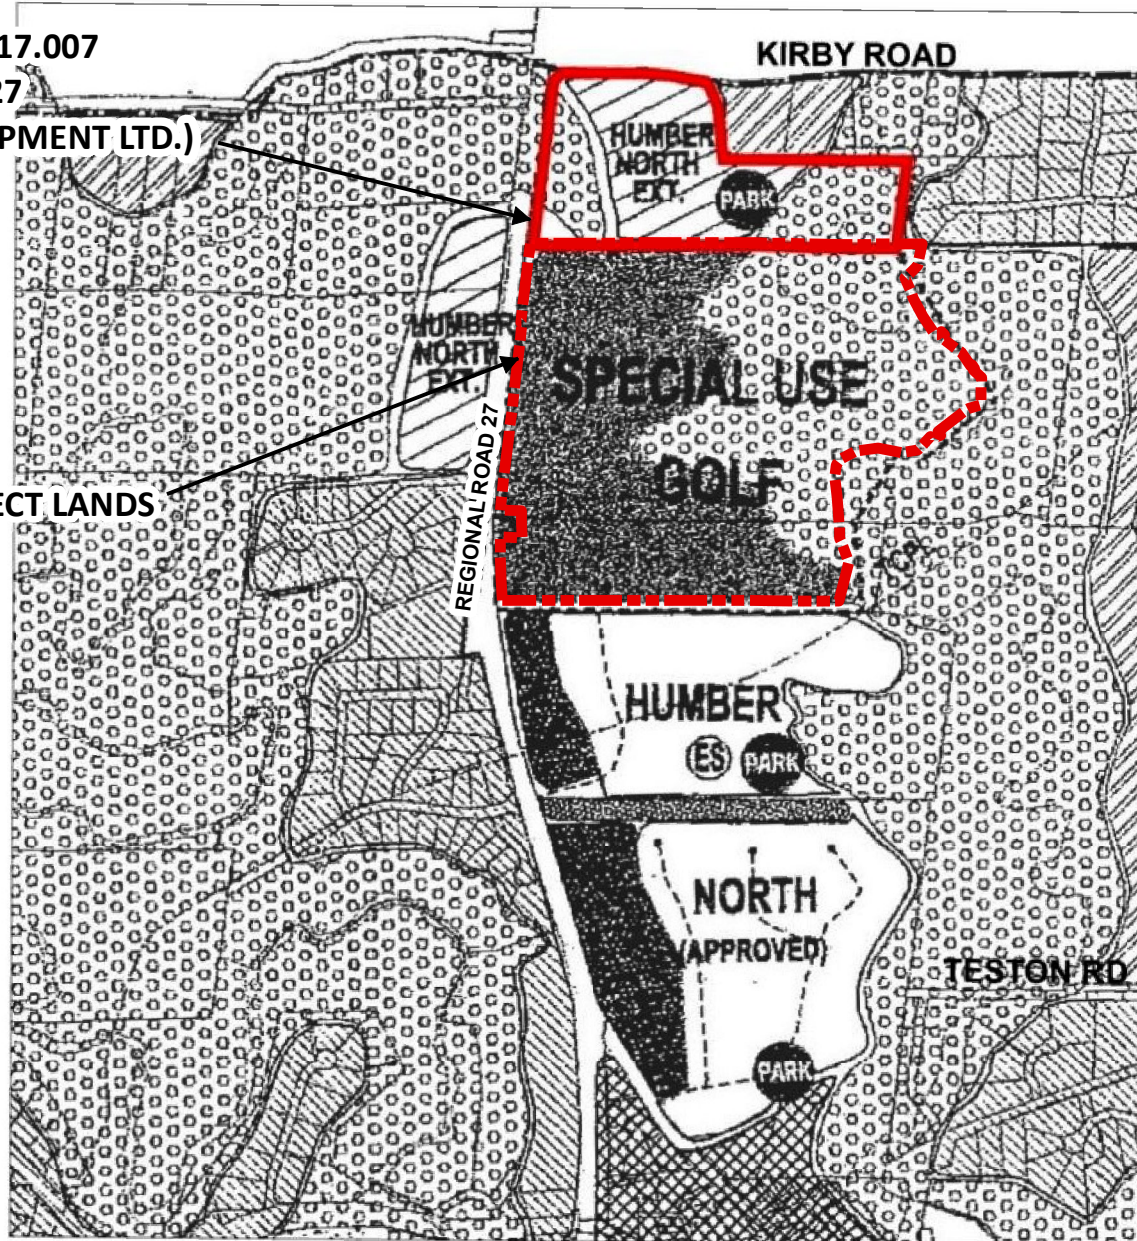 17.007
27
PMENT LTD.)
KIRBY ROAD
HUMBER
NORTH
EXT.
PARK
HUMBER
NORTH
EXT.
SPECIAL USE
GOLF
ECT LANDS
REGIONAL ROAD 27
HUMBER
ES
PARK
NORTH
(APPROVED)
TESTON RD
PARK